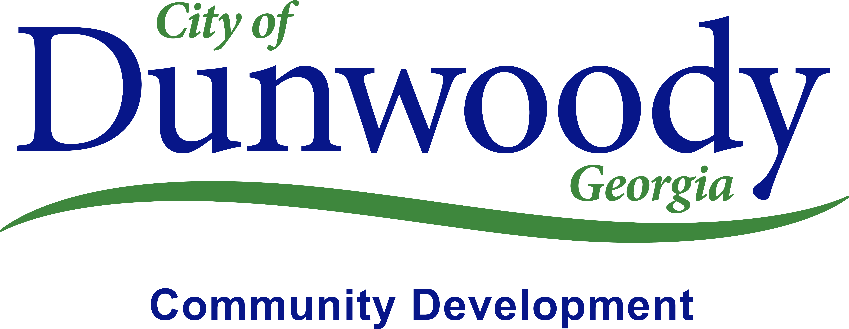 City of
Dunwoody
Georgia
Community Development